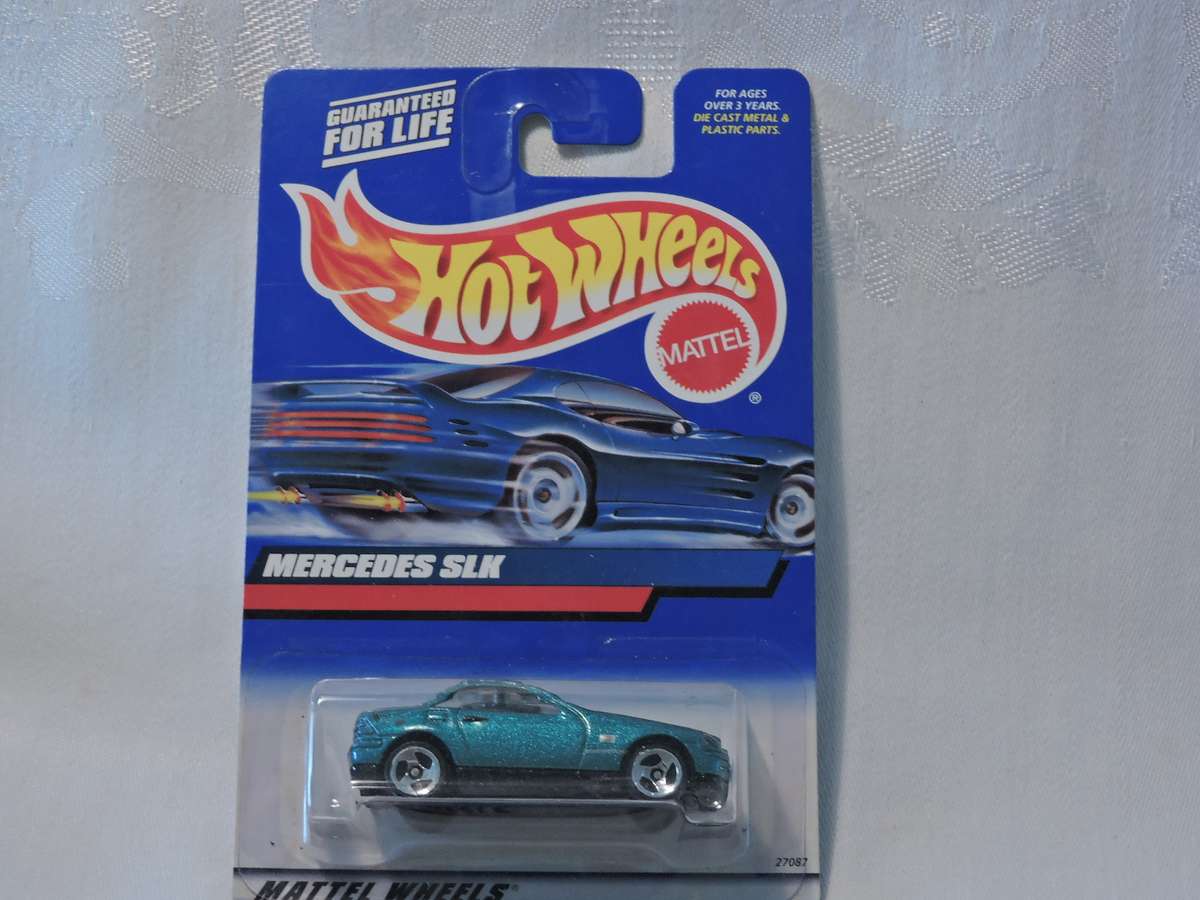 GUARANTEED
FOR LIFE
FOR AGES
OVER 3 YEARS.
DIE CAST METAL &
PLASTIC PARTS.
HOT WHEELS
MATTEL
®
MERCEDES SLK
27087
MATTEL WHEELS®